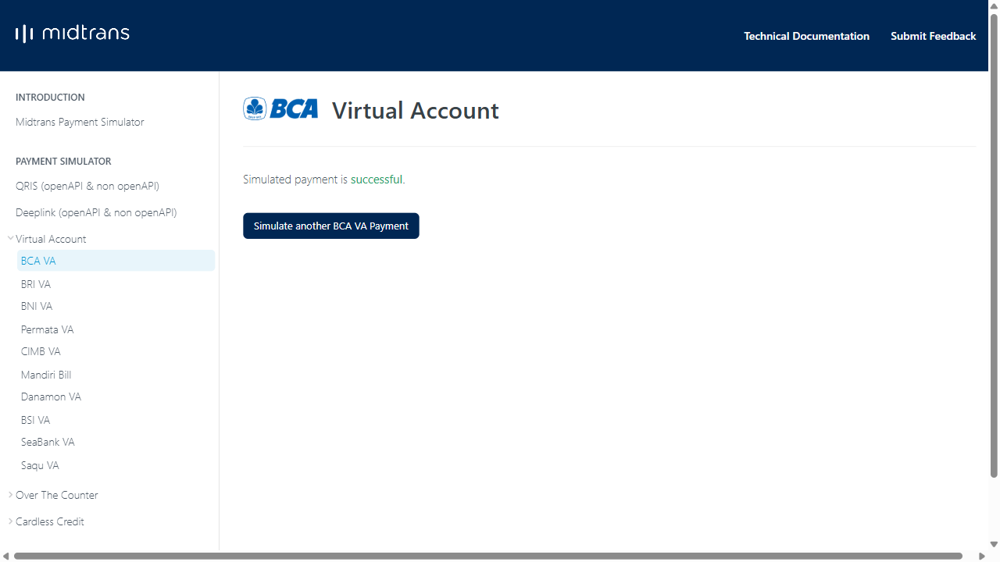 midtrans
Technical Documentation
Submit Feedback
INTRODUCTION
Midtrans Payment Simulator
PAYMENT SIMULATOR
QRIS (openAPI & non openAPI)
Deeplink (openAPI & non openAPI)
Virtual Account
BCA VA
BRI VA
BNI VA
Permata VA
CIMB VA
Mandiri Bill
Danamon VA
BSI VA
SeaBank VA
Saqu VA
Over The Counter
Cardless Credit
BCA Virtual Account
Simulated payment is successful.
Simulate another BCA VA Payment